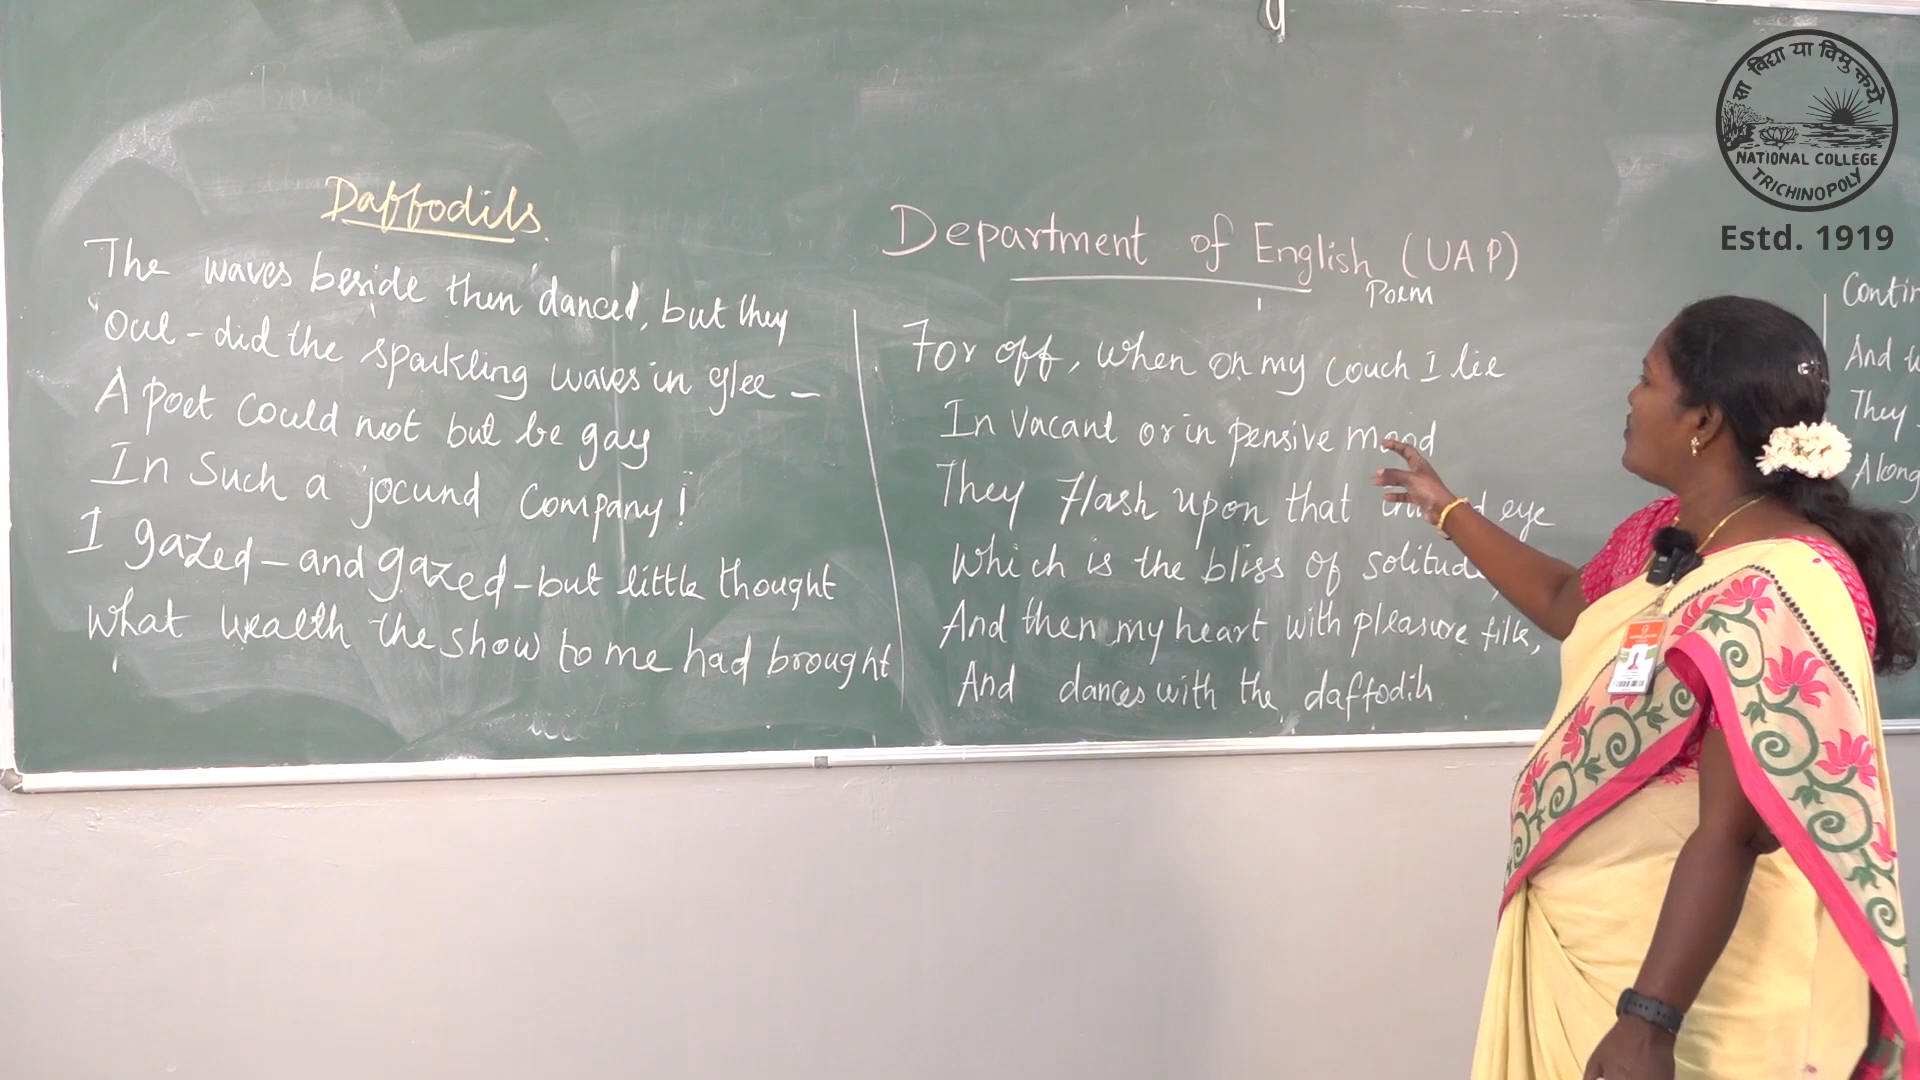 Daffodils.
The waves beside them danced, but they
Out-did the sparkling waves in glee -
A poet could not but be gay
In such a jocund company!
I gazed - and gazed - but little thought
What wealth the show to me had brought
Department of English (UAP)
Poem
For off, when on my couch I lie
In vacant or in pensive mood
They flash upon that eye
Which is the bliss of solitude
And then my heart with pleasure fills,
And dances with the daffodils
And
They
Along
सा विद्या या विमुक्तये
NATIONAL COLLEGE
TRICHINOPOLY
Estd. 1919